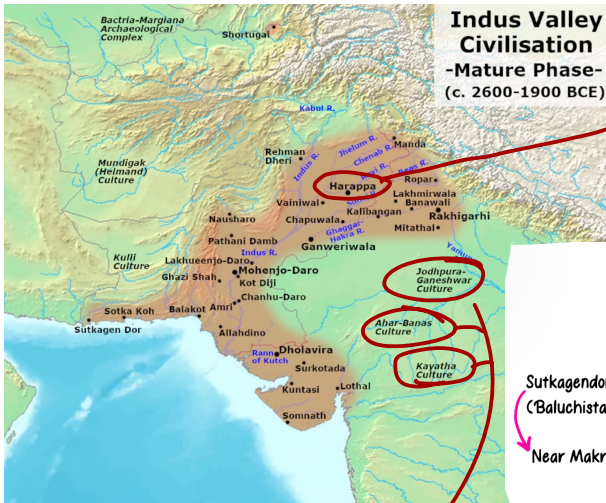 Indus Valley
Civilisation
-Mature Phase-
(c. 2600-1900 BCE)
Bactria-Margiana
Archaeological
Complex
Shortugai
Kabul R.
Mundigak
(Helmand)
Culture
Rehman
Dheri
Indus R.
Jhelum R.
Chenab R.
Manda
Beas R.
Harappa
Ropar
Vainiwal
Lakhmirwala
Kalibangan
Banawali
Rakhigarhi
Chapuwala
Mitathal
Nausharo
Ghaggar-
Hakra R.
Ganweriwala
Pathani Damb
Kulli
Culture
Indus R.
Lakhueenjo-Daro
Mohenjo-Daro
Ghazi Shah
Kot Diji
Jodhpura-
Ganeshwar
Culture
Sotka Koh
Balakot
Amri
Chanhu-Daro
Sutkagen Dor
Allahdino
Ahar-Banas
Culture
Rann
of Kutch
Dholavira
Surkotada
Kayatha
Culture
Kuntasi
Lothal
Somnath
Near Makr